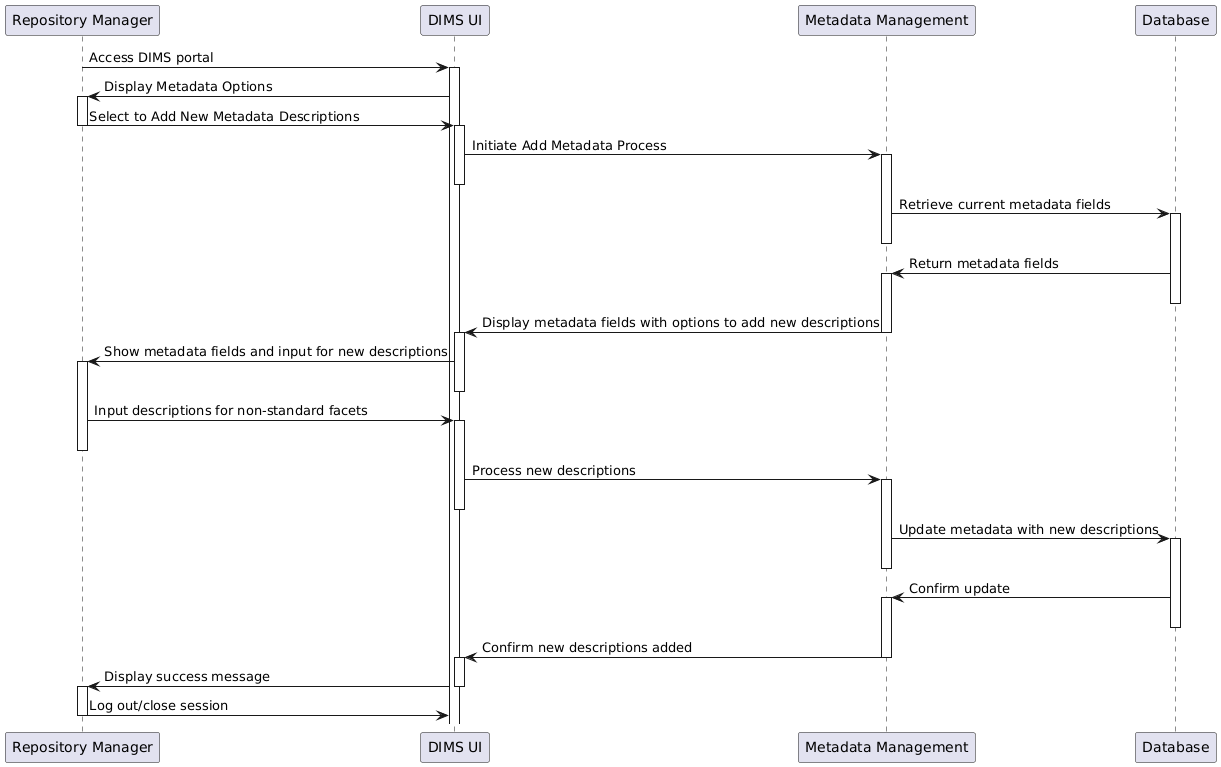 Repository Manager
DIMS UI
Metadata Management
Database
Access DIMS portal
Display Metadata Options
Select to Add New Metadata Descriptions
Initiate Add Metadata Process
Retrieve current metadata fields
Return metadata fields
Display metadata fields with options to add new descriptions
Show metadata fields and input for new descriptions
Input descriptions for non-standard facets
Process new descriptions
Update metadata with new descriptions
Confirm update
Confirm new descriptions added
Display success message
Log out/close session
Repository Manager
DIMS UI
Metadata Management
Database